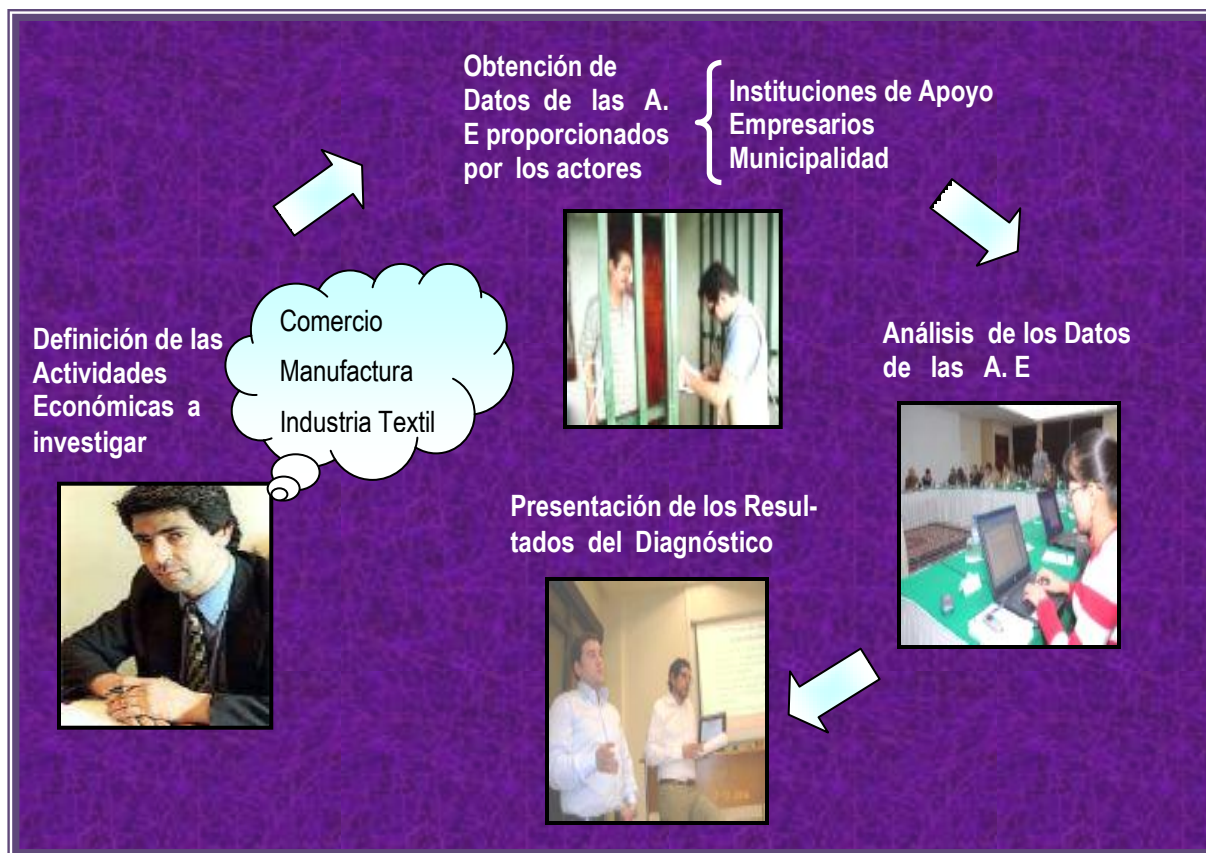 Definición de las
Actividades
Económicas a
investigar
Comercio
Manufactura
Industria Textil
Obtención de
Datos de las A.
E proporcionados
por los actores
Instituciones de Apoyo
Empresarios
Municipalidad
Análisis de los Datos
de las A. E
Presentación de los Resul-
tados del Diagnóstico